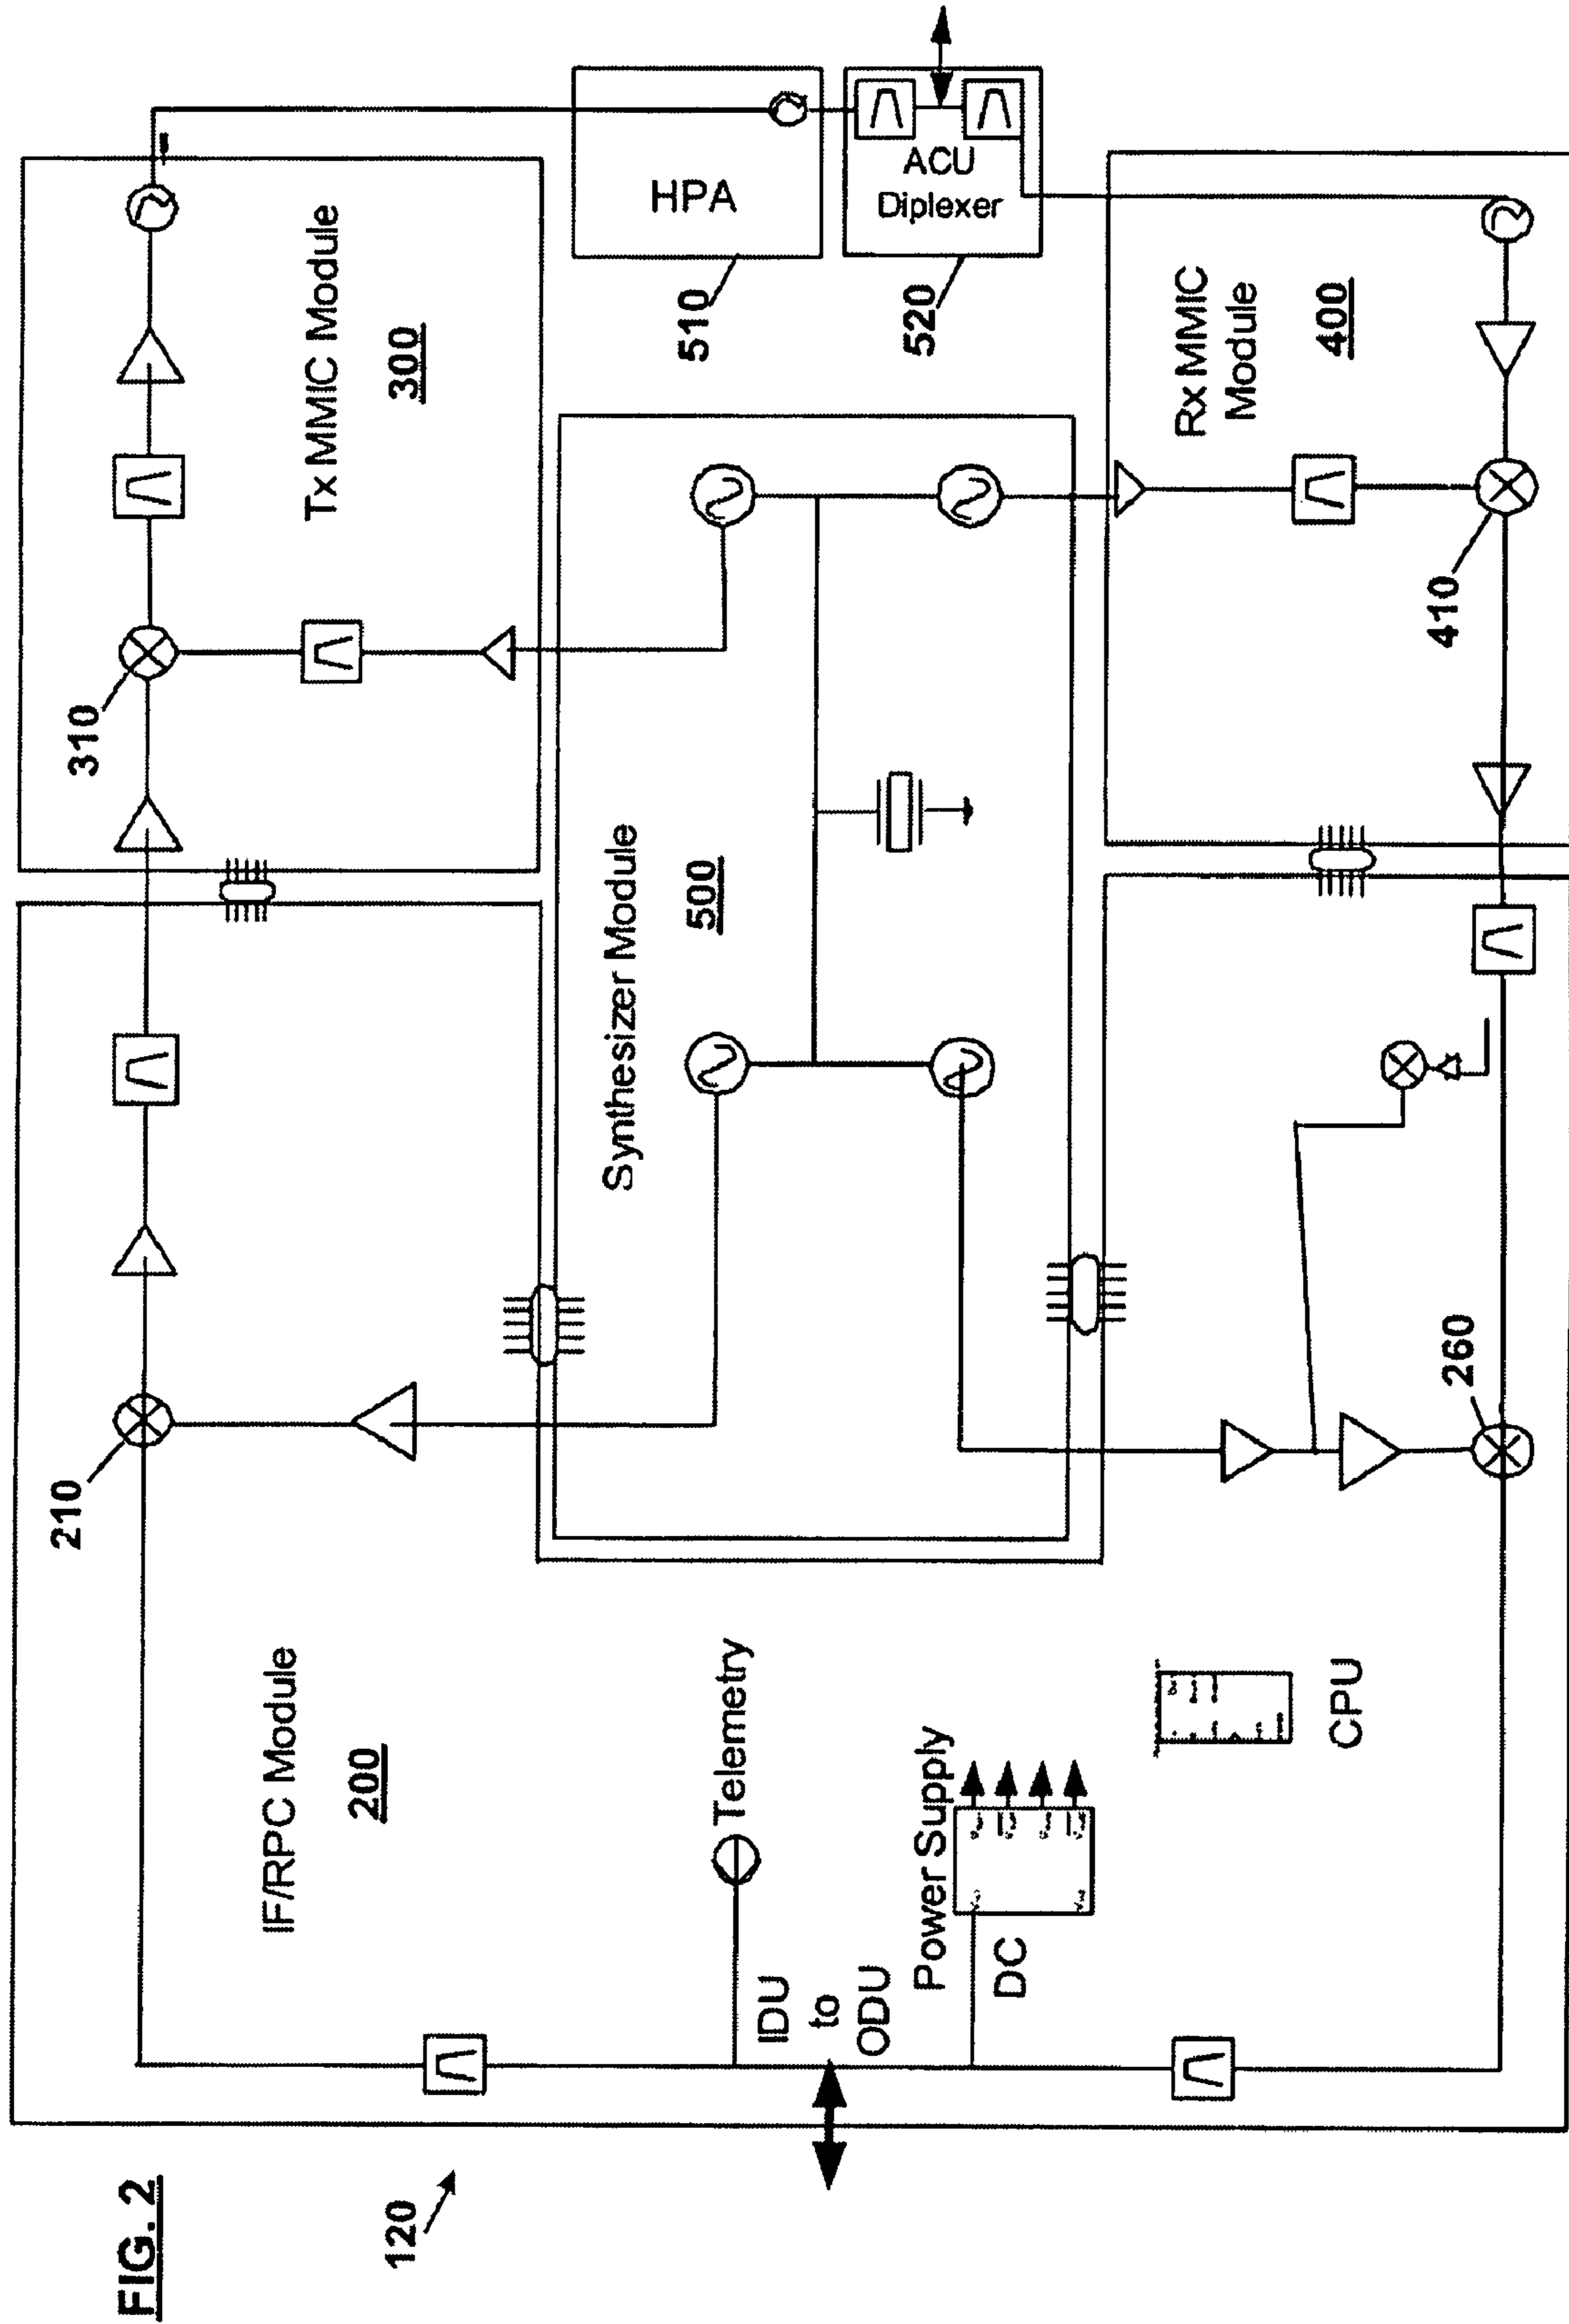 FIG. 2
120
IF/RPC Module
200
210
Telemetry
IDU
to
ODU
Power Supply
DC
CPU
260
Synthesizer Module
500
310
Tx MMIC Module
300
HPA
510
ACU
Diplexer
520
Rx MMIC
Module
400
410